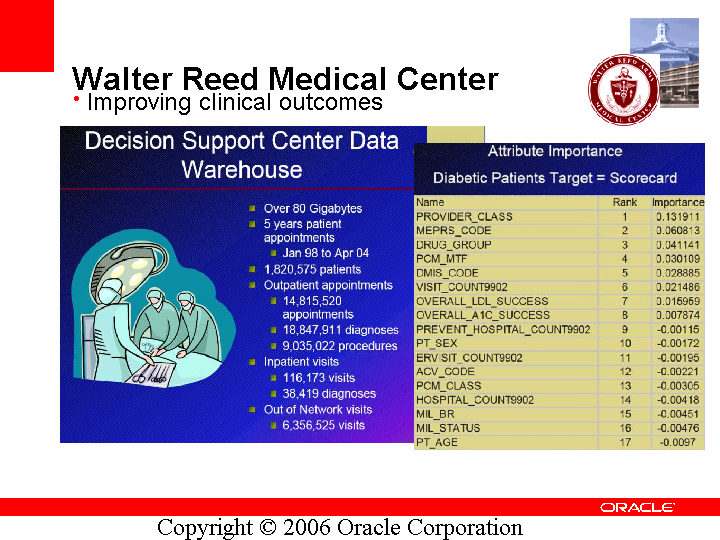 Walter Reed Medical Center
• Improving clinical outcomes
WALTER REED ARMY
MEDICAL CENTER
Decision Support Center Data
Warehouse
Over 80 Gigabytes
5 years patient
appointments
Jan 98 to Apr 04
1,820,575 patients
Outpatient appointments
14,815,520
appointments
18,847,911 diagnoses
9,035,022 procedures
Inpatient visits
116,173 visits
38,419 diagnoses
Out of Network visits
6,356,525 visits
Attribute Importance
Diabetic Patients Target = Scorecard
Name Rank Importance
PROVIDER_CLASS 1 0.131911
MEPRS_CODE 2 0.060813
DRUG_GROUP 3 0.041141
PCM_MTF 4 0.030109
DMIS_CODE 5 0.028885
VISIT_COUNT9902 6 0.021486
OVERALL_LDL_SUCCESS 7 0.015959
OVERALL_A1C_SUCCESS 8 0.007874
PREVENT_HOSPITAL_COUNT9902 9 -0.00115
PT_SEX 10 -0.00172
ERVISIT_COUNT9902 11 -0.00195
ACV_CODE 12 -0.00221
PCM_CLASS 13 -0.00305
HOSPITAL_COUNT9902 14 -0.00418
MIL_BR 15 -0.00451
MIL_STATUS 16 -0.00476
PT_AGE 17 -0.0097
ORACLE
Copyright © 2006 Oracle Corporation